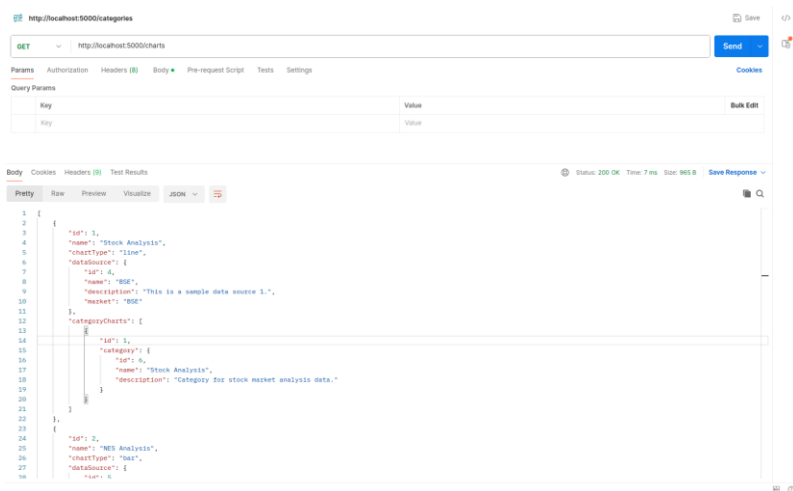 http://localhost:5000/categories
Save
GET http://localhost:5000/charts
Send
Params Authorization Headers (8) Body Pre-request Script Tests Settings
Cookies
Query Params
Key Value Bulk Edit
Key Value
Body Cookies Headers (9) Test Results
Status: 200 OK Time: 7 ms Size: 965 B Save Response
Pretty Raw Preview Visualize JSON
1 [
2 {
3 "id": 1,
4 "name": "Stock Analysis",
5 "chartType": "line",
6 "dataSource": {
7 "id": 4,
8 "name": "BSE",
9 "description": "This is a sample data source 1.",
10 "market": "BSE"
11 },
12 "categoryCharts": [
13 {
14 "id": 1,
15 "category": {
16 "id": 6,
17 "name": "Stock Analysis",
18 "description": "Category for stock market analysis data."
19 }
20 }
21 ]
22 },
23 {
24 "id": 2,
25 "name": "NES Analysis",
26 "chartType": "bar",
27 "dataSource": {
28 "id": 5